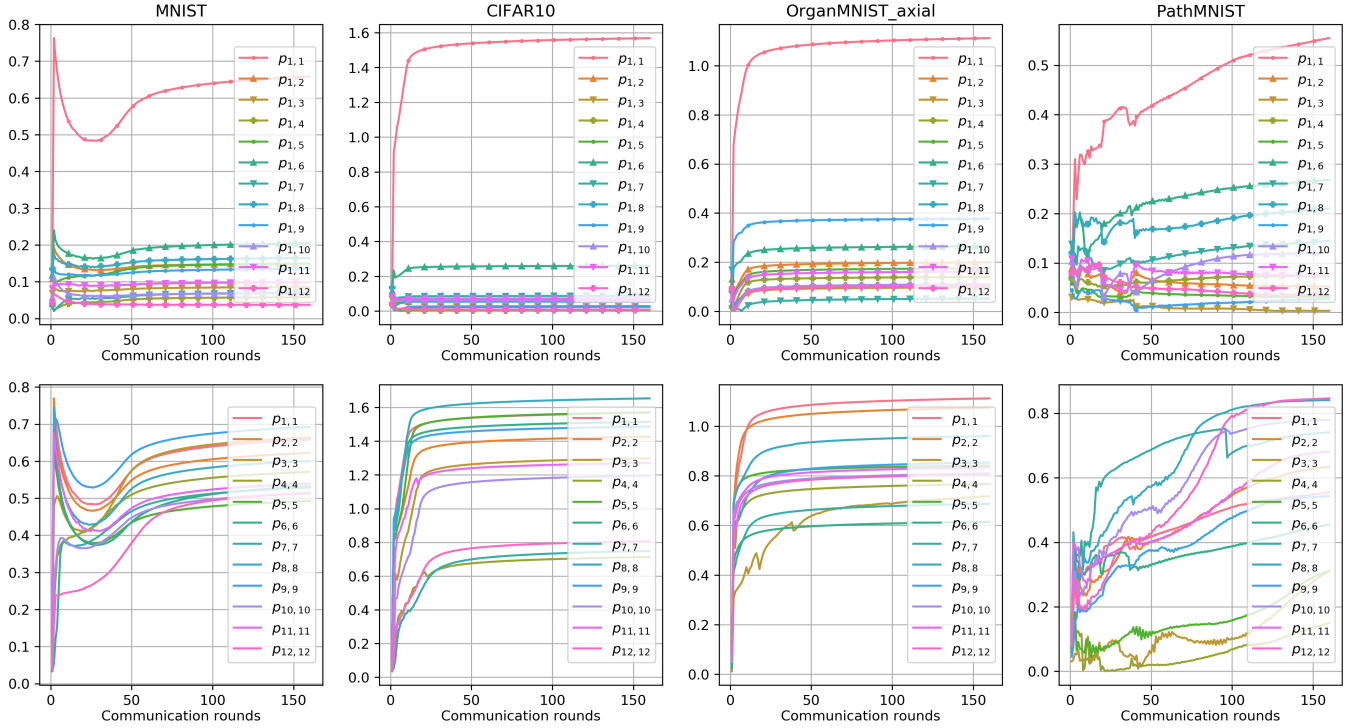 MNIST
0.8
0.7
0.6
0.5
0.4
0.3
0.2
0.1
0.0
0
50
100
150
Communication rounds
p1,1
p1,2
p1,3
p1,4
p1,5
p1,6
p1,7
p1,8
p1,9
p1,10
p1,11
p1,12
CIFAR10
1.6
1.4
1.2
1.0
0.8
0.6
0.4
0.2
0.0
0
50
100
150
Communication rounds
p1,1
p1,2
p1,3
p1,4
p1,5
p1,6
p1,7
p1,8
p1,9
p1,10
p1,11
p1,12
OrganMNIST_axial
1.0
0.8
0.6
0.4
0.2
0.0
0
50
100
150
Communication rounds
p1,1
p1,2
p1,3
p1,4
p1,5
p1,6
p1,7
p1,8
p1,9
p1,10
p1,11
p1,12
PathMNIST
0.5
0.4
0.3
0.2
0.1
0.0
0
50
100
150
Communication rounds
p1,1
p1,2
p1,3
p1,4
p1,5
p1,6
p1,7
p1,8
p1,9
p1,10
p1,11
p1,12
0.8
0.7
0.6
0.5
0.4
0.3
0.2
0.1
0.0
0
50
100
150
Communication rounds
p1,1
p2,2
p3,3
p4,4
p5,5
p6,6
p7,7
p8,8
p9,9
p10,10
p11,11
p12,12
1.6
1.4
1.2
1.0
0.8
0.6
0.4
0.2
0.0
0
50
100
150
Communication rounds
p1,1
p2,2
p3,3
p4,4
p5,5
p6,6
p7,7
p8,8
p9,9
p10,10
p11,11
p12,12
1.0
0.8
0.6
0.4
0.2
0.0
0
50
100
150
Communication rounds
p1,1
p2,2
p3,3
p4,4
p5,5
p6,6
p7,7
p8,8
p9,9
p10,10
p11,11
p12,12
0.8
0.6
0.4
0.2
0.0
0
50
100
150
Communication rounds
p1,1
p2,2
p3,3
p4,4
p5,5
p6,6
p7,7
p8,8
p9,9
p10,10
p11,11
p12,12